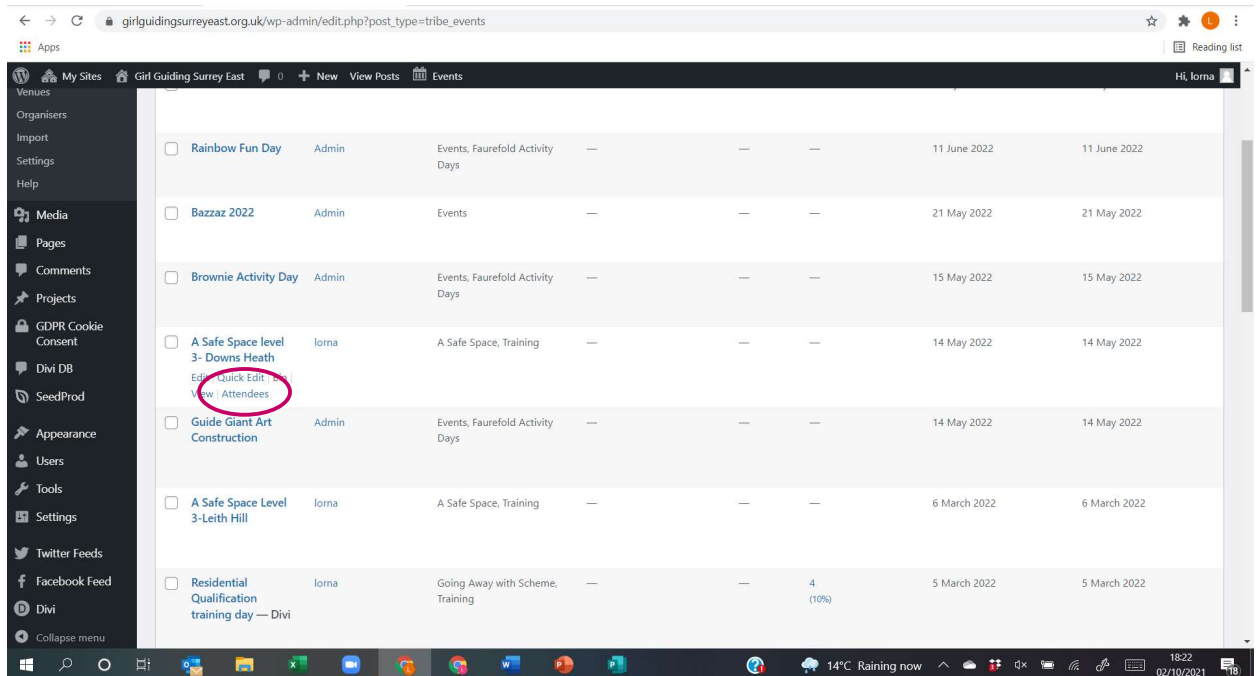 girlguidingsurreyeast.org.uk/wp-admin/edit.php?post_type=tribe_events
L
Apps
Reading list
My Sites Girl Guiding Surrey East 0 + New View Posts Events Hi, lorna
Venues
Organisers
Import
Settings
Help
Media
Pages
Comments
Projects
GDPR Cookie
Consent
Divi DB
SeedProd
Appearance
Users
Tools
Settings
Twitter Feeds
Facebook Feed
Divi
Collapse menu
Rainbow Fun Day Admin Events, Faurefold Activity — — — 11 June 2022 11 June 2022
Days
Bazzaz 2022 Admin Events — — — 21 May 2022 21 May 2022
Brownie Activity Day Admin Events, Faurefold Activity — — — 15 May 2022 15 May 2022
Days
A Safe Space level lorna A Safe Space, Training — — — 14 May 2022 14 May 2022
3- Downs Heath
Edit | Quick Edit | Bin |
View | Attendees
Guide Giant Art Admin Events, Faurefold Activity — — — 14 May 2022 14 May 2022
Construction Days
A Safe Space Level lorna A Safe Space, Training — — — 6 March 2022 6 March 2022
3-Leith Hill
Residential lorna Going Away with Scheme, — — 4 5 March 2022 5 March 2022
Qualification Training (10%)
training day — Divi
14°C Raining now 18:22
02/10/2021 18